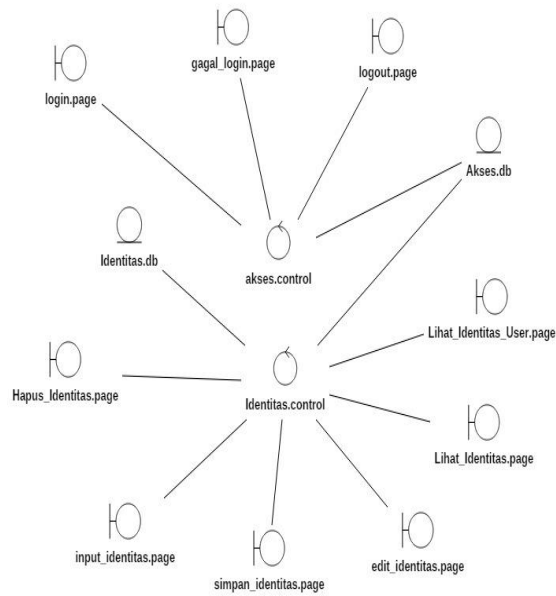 gagal_login.page
logout.page
login.page
Akses.db
Identitas.db
akses.control
Lihat_Identitas_User.page
Hapus_Identitas.page
Identitas.control
Lihat_Identitas.page
input_identitas.page
edit_identitas.page
simpan_identitas.page